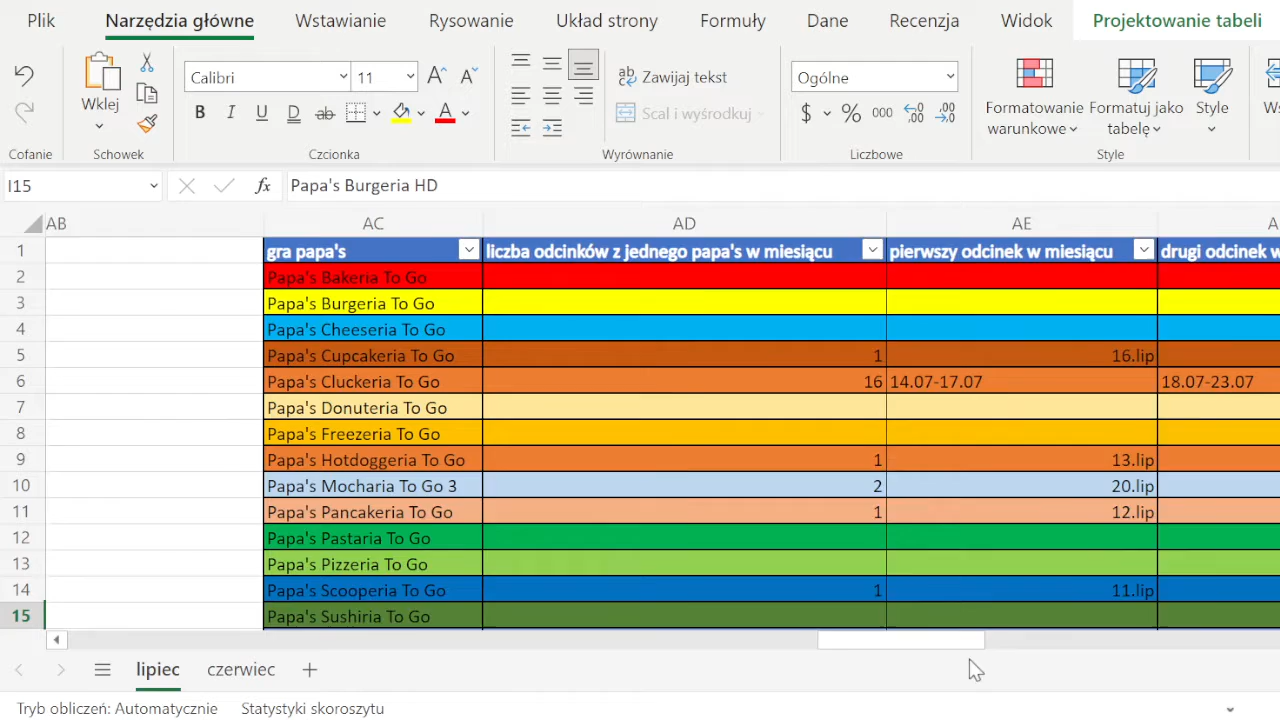 Plik Narzędzia główne Wstawianie Rysowanie Układ strony Formuły Dane Recenzja Widok Projektowanie tabeli
Calibri 11 Zawijaj tekst Ogólne
Wklej Formatowanie warunkowe Formatuj jako tabelę Style
B I U D ab Scal i wyśrodkuj $ % 000
Cofanie Schowek Czcionka Wyrównanie Liczbowe Style
I15 fx Papa's Burgeria HD
AB AC AD AE
1 gra papa's liczba odcinków z jednego papa's w miesiącu pierwszy odcinek w miesiącu drugi odcinek w
2 Papa's Bakeria To Go
3 Papa's Burgeria To Go
4 Papa's Cheeseria To Go
5 Papa's Cupcakeria To Go 1 16.lip
6 Papa's Cluckeria To Go 16 14.07-17.07 18.07-23.07
7 Papa's Donuteria To Go
8 Papa's Freezeria To Go
9 Papa's Hotdoggeria To Go 1 13.lip
10 Papa's Mocharia To Go 3 2 20.lip
11 Papa's Pancakeria To Go 1 12.lip
12 Papa's Pastaria To Go
13 Papa's Pizzeria To Go
14 Papa's Scooperia To Go 1 11.lip
15 Papa's Sushiria To Go
lipiec czerwiec
Tryb obliczeń: Automatycznie Statystyki skoroszytu